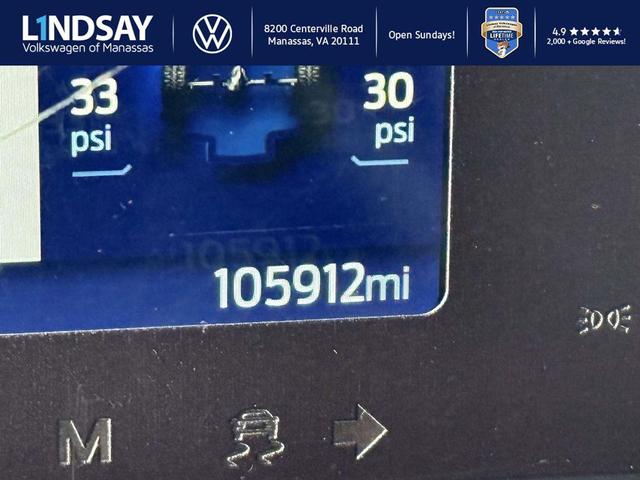 LINDSAY
Volkswagen of Manassas
8200 Centerville Road
Manassas, VA 20111
Open Sundays!
LIFETIME
4.9
2,000 + Google Reviews!
33
psi
30
psi
105912mi
M